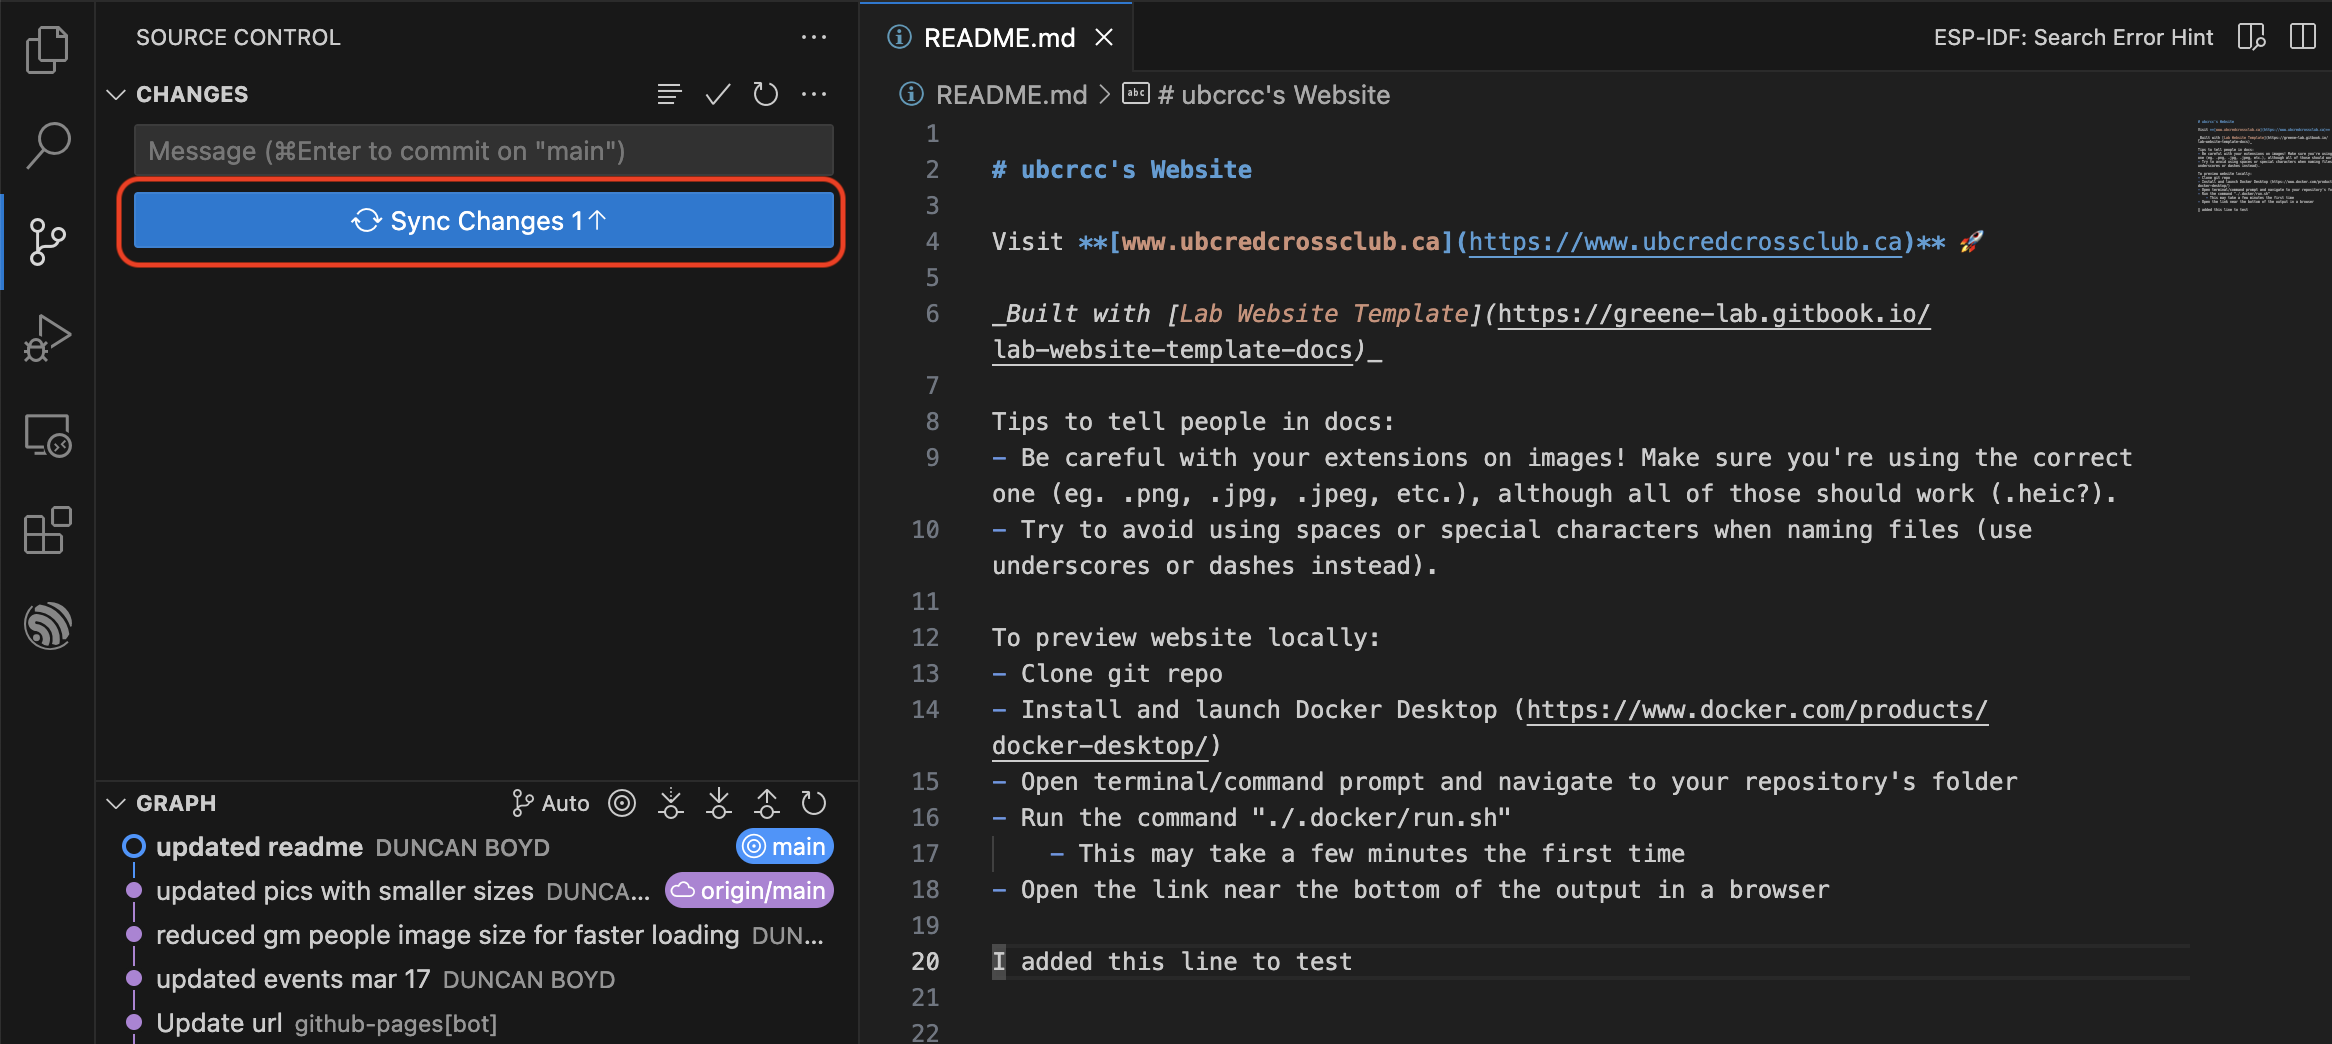 SOURCE CONTROL
CHANGES
Message (⌘Enter to commit on "main")
Sync Changes 1↑
GRAPH
Auto
updated readme DUNCAN BOYD main
updated pics with smaller sizes DUNCA... origin/main
reduced gm people image size for faster loading DUN...
updated events mar 17 DUNCAN BOYD
Update url github-pages[bot]
README.md
ESP-IDF: Search Error Hint
README.md > abc # ubcrcc's Website
1
2 # ubcrcc's Website
3
4 Visit **[www.ubcredcrossclub.ca](https://www.ubcredcrossclub.ca)** 🚀
5
6 _Built with [Lab Website Template](https://greene-lab.gitbook.io/
lab-website-template-docs)_
7
8 Tips to tell people in docs:
9 - Be careful with your extensions on images! Make sure you're using the correct
one (eg. .png, .jpg, .jpeg, etc.), although all of those should work (.heic?).
10 - Try to avoid using spaces or special characters when naming files (use
underscores or dashes instead).
11
12 To preview website locally:
13 - Clone git repo
14 - Install and launch Docker Desktop (https://www.docker.com/products/
docker-desktop/)
15 - Open terminal/command prompt and navigate to your repository's folder
16 - Run the command "./.docker/run.sh"
17 - This may take a few minutes the first time
18 - Open the link near the bottom of the output in a browser
19
20 I added this line to test
21
22